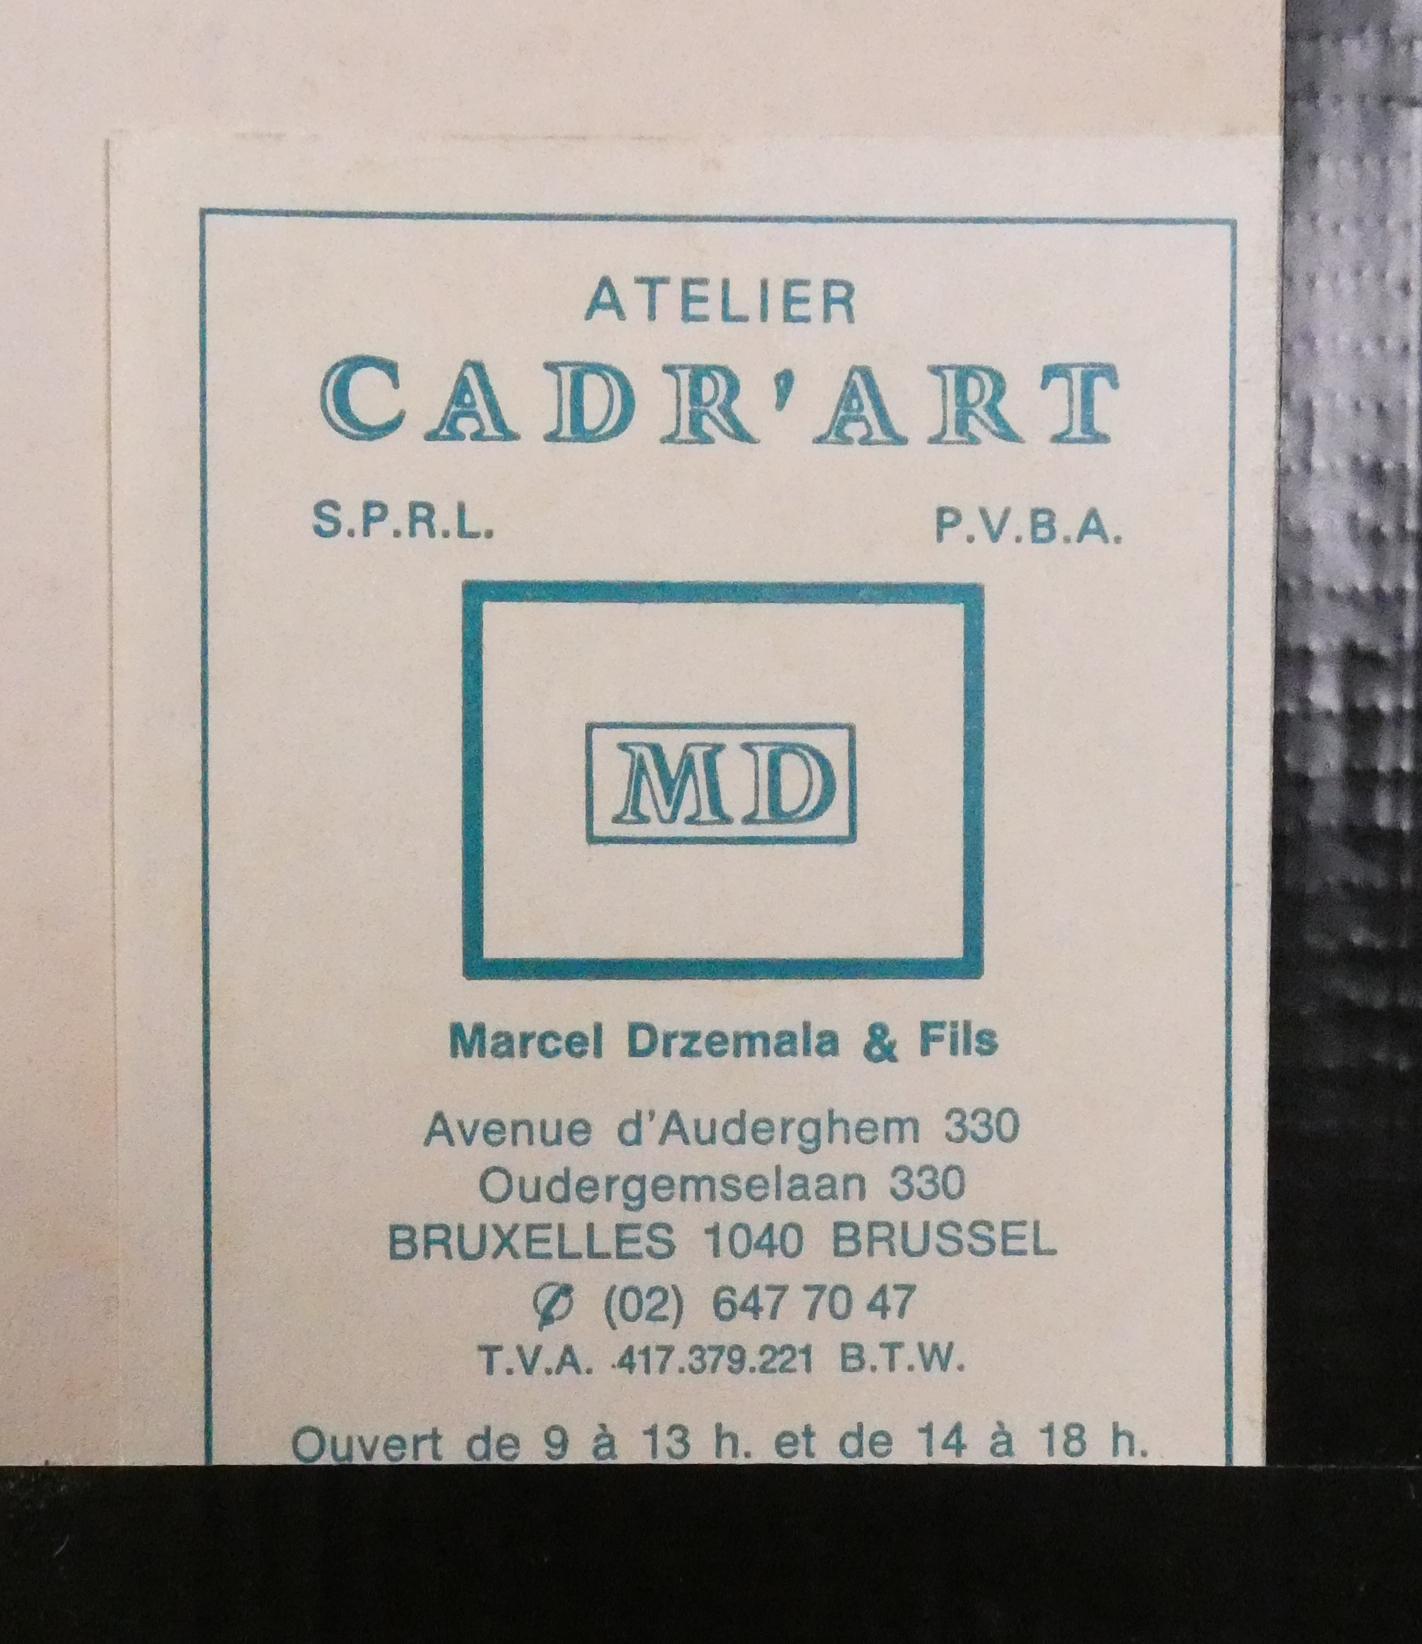 ATELIER
CADR'ART
S.P.R.L. P.V.B.A.
MD
Marcel Drzemala & Fils
Avenue d'Auderghem 330
Oudergemselaan 330
BRUXELLES 1040 BRUSSEL
(02) 647 70 47
T.V.A. 417.379.221 B.T.W.
Ouvert de 9 à 13 h. et de 14 à 18 h.